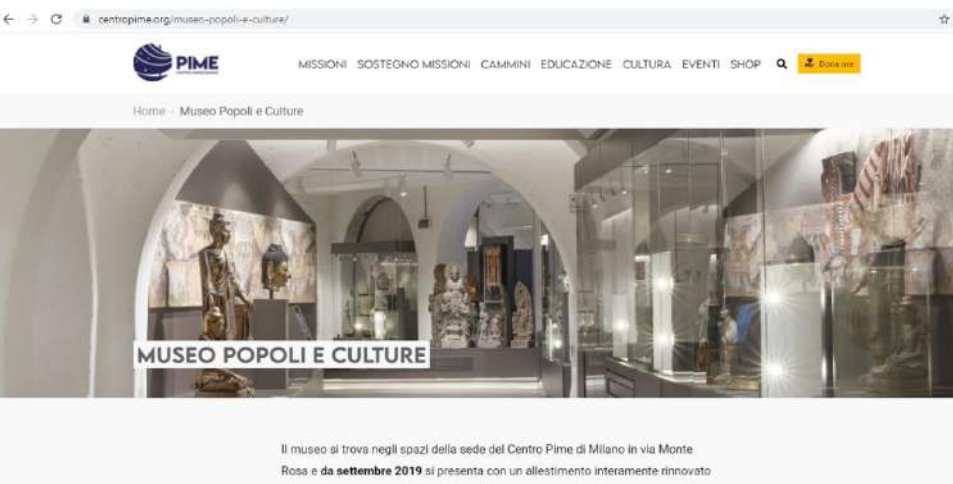 centropime.org/museo-popoli-e-culture/
PIME
MISSIONI SOSTEGNO MISSIONI CAMMINI EDUCAZIONE CULTURA EVENTI SHOP Dona ora
Home - Museo Popoli e Culture
MUSEO POPOLI E CULTURE
Il museo si trova negli spazi della sede del Centro Pime di Milano in via Monte
Rosa e da settembre 2019 si presenta con un allestimento interamente rinnovato